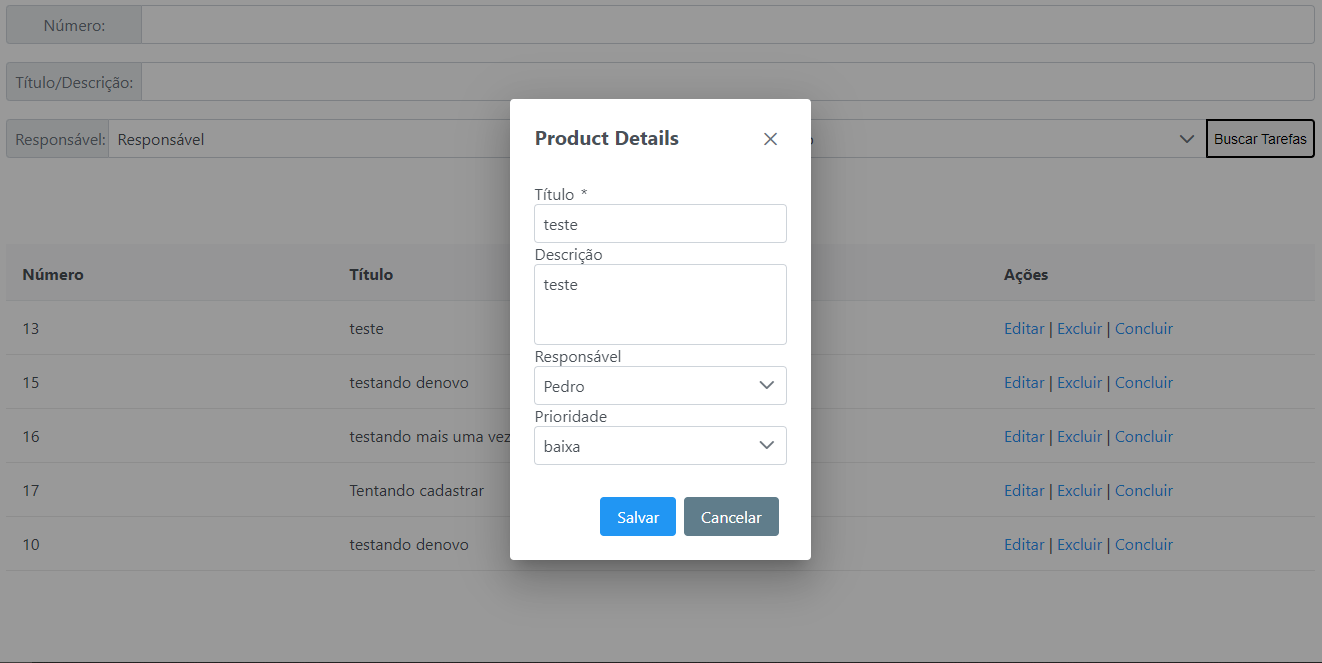 Número:
Título/Descrição:
Responsável: Responsável
Buscar Tarefas
Product Details
Título *
teste
Descrição
teste
Responsável
Pedro
Prioridade
baixa
Salvar Cancelar
Número Título Ações
13 teste Editar | Excluir | Concluir
15 testando denovo Editar | Excluir | Concluir
16 testando mais uma vez Editar | Excluir | Concluir
17 Tentando cadastrar Editar | Excluir | Concluir
10 testando denovo Editar | Excluir | Concluir